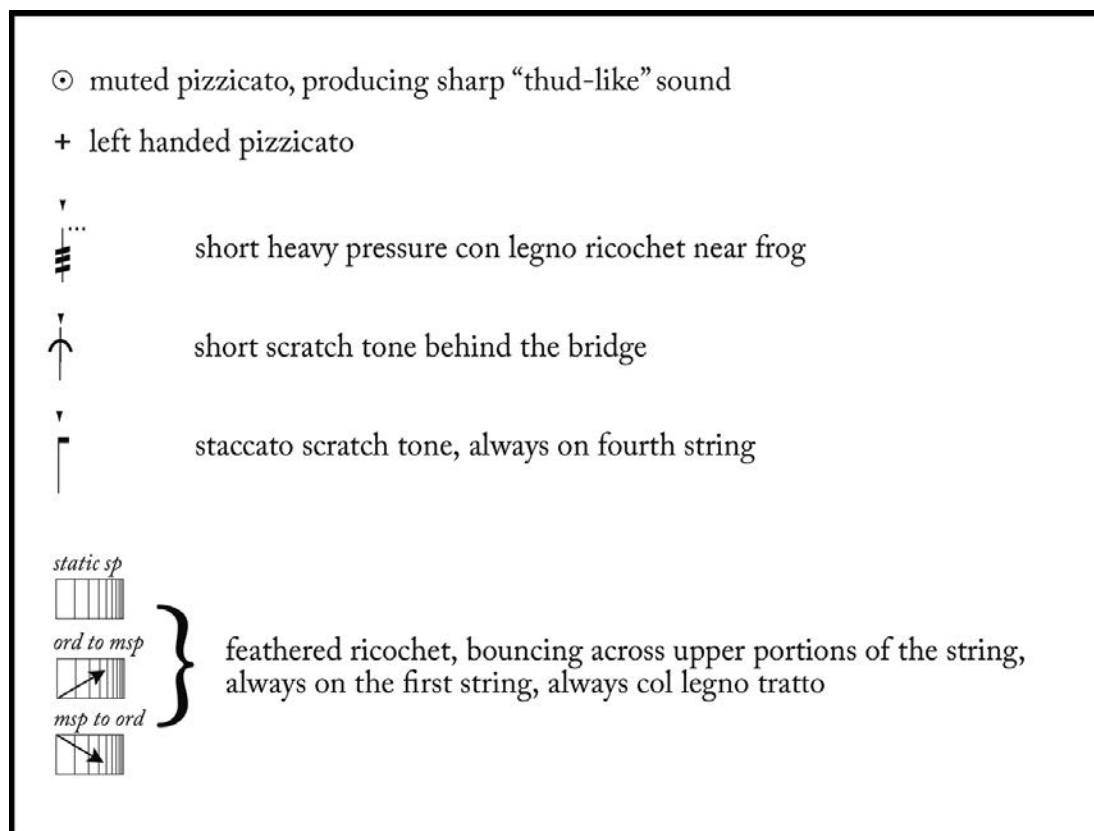 ☉ muted pizzicato, producing sharp “thud-like” sound
+ left handed pizzicato
short heavy pressure con legno ricochet near frog
short scratch tone behind the bridge
staccato scratch tone, always on fourth string
static sp
ord to msp
msp to ord
feathered ricochet, bouncing across upper portions of the string,
always on the first string, always col legno tratto